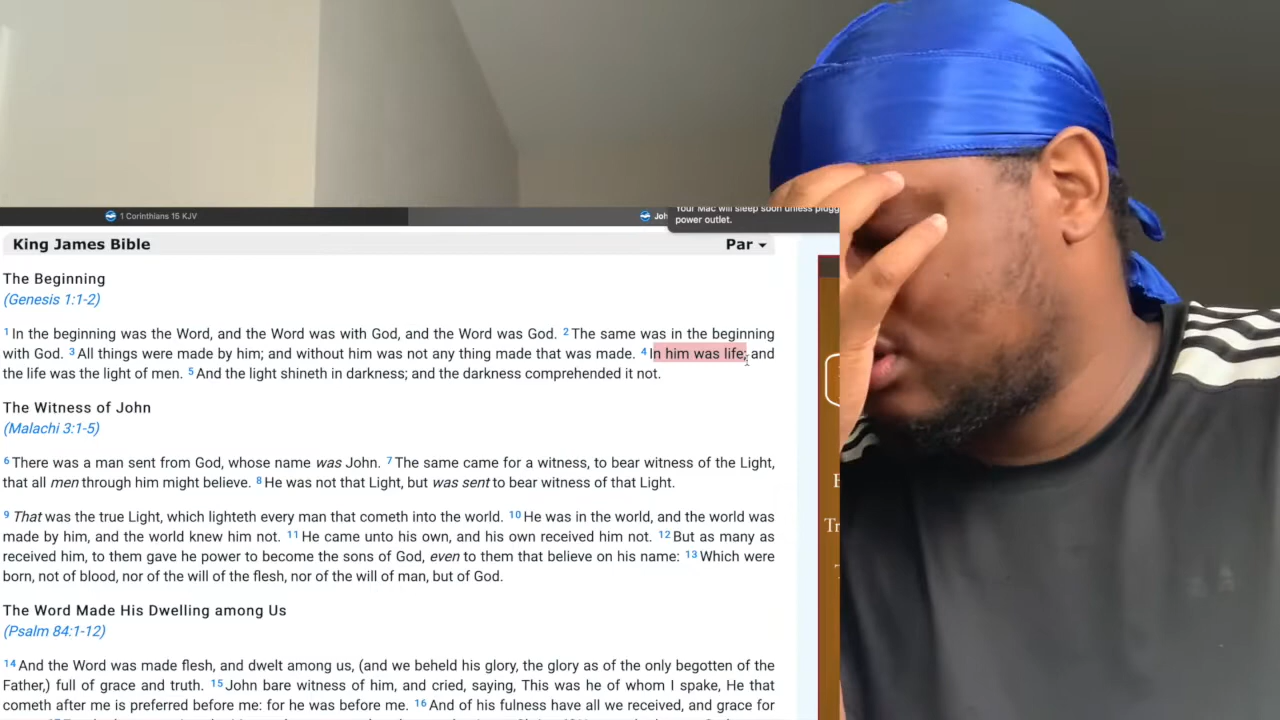 1 Corinthians 15 KJV
Joh
Your Mac will sleep soon unless plugg
power outlet.
King James Bible
Par
The Beginning
(Genesis 1:1-2)
1 In the beginning was the Word, and the Word was with God, and the Word was God. 2 The same was in the beginning
with God. 3 All things were made by him; and without him was not any thing made that was made. 4 In him was life; and
the life was the light of men. 5 And the light shineth in darkness; and the darkness comprehended it not.
The Witness of John
(Malachi 3:1-5)
6 There was a man sent from God, whose name was John. 7 The same came for a witness, to bear witness of the Light,
that all men through him might believe. 8 He was not that Light, but was sent to bear witness of that Light.
9 That was the true Light, which lighteth every man that cometh into the world. 10 He was in the world, and the world was
made by him, and the world knew him not. 11 He came unto his own, and his own received him not. 12 But as many as
received him, to them gave he power to become the sons of God, even to them that believe on his name: 13 Which were
born, not of blood, nor of the will of the flesh, nor of the will of man, but of God.
The Word Made His Dwelling among Us
(Psalm 84:1-12)
14 And the Word was made flesh, and dwelt among us, (and we beheld his glory, the glory as of the only begotten of the
Father,) full of grace and truth. 15 John bare witness of him, and cried, saying, This was he of whom I spake, He that
cometh after me is preferred before me: for he was before me. 16 And of his fulness have all we received, and grace for
Tr